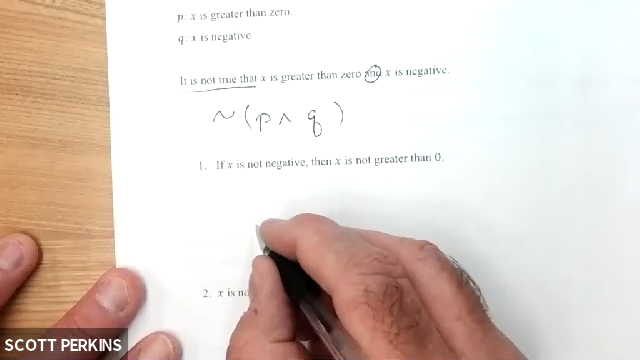 p: x is greater than zero.
q: x is negative.
It is not true that x is greater than zero and x is negative.
~(p ∧ q)
1. If x is not negative, then x is not greater than 0.
2. x is no
SCOTT PERKINS